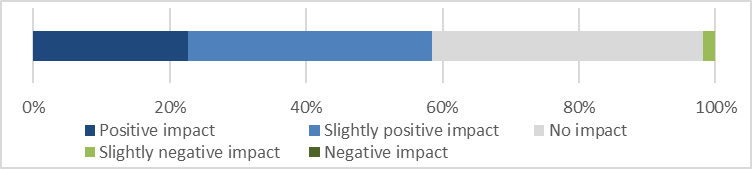 0% 20% 40% 60% 80% 100%
Positive impact Slightly positive impact No impact
Slightly negative impact Negative impact